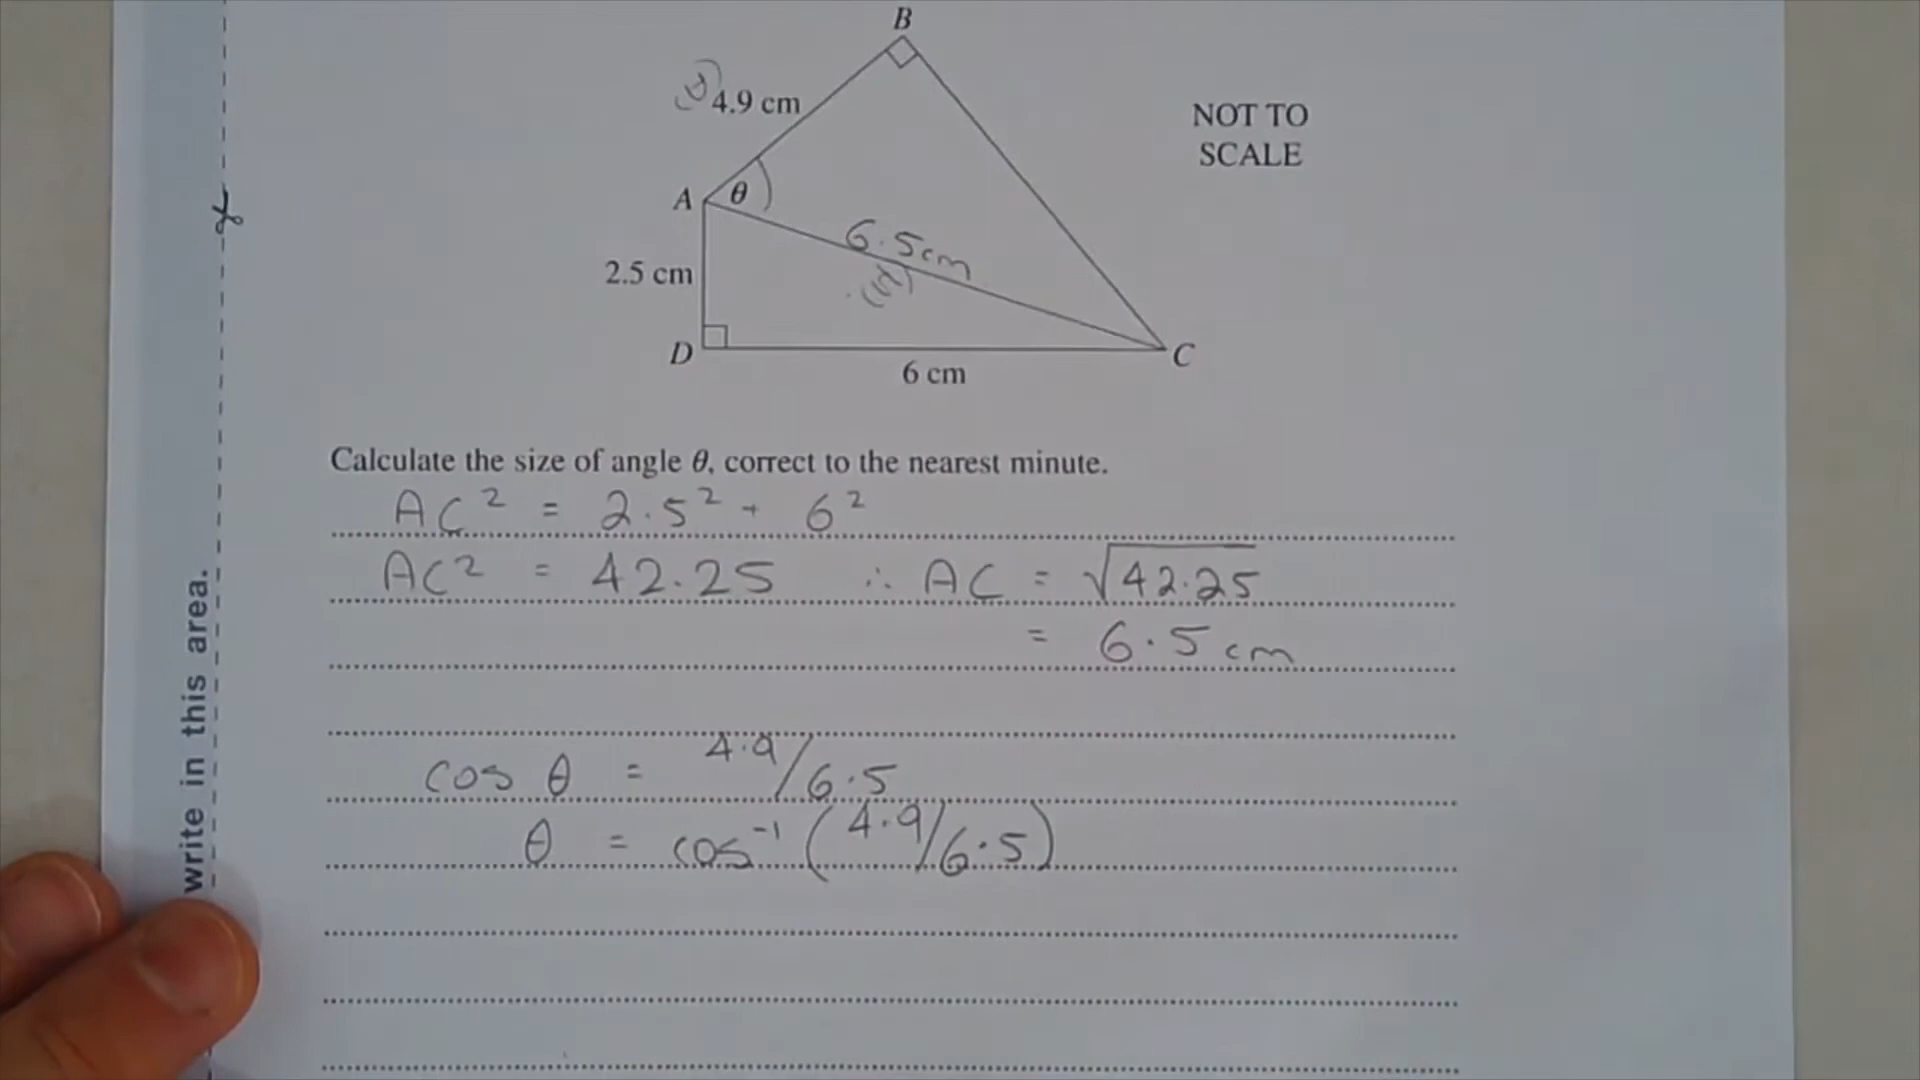 B
(A) 4.9 cm
NOT TO
SCALE
A θ
6.5cm
(H)
2.5 cm
D
C
6 cm
Calculate the size of angle θ, correct to the nearest minute.
AC² = 2.5² + 6²
AC² = 42.25 ∴ AC = √42.25
= 6.5cm
cos θ = 4.9/6.5
θ = cos⁻¹ (4.9/6.5)
write in this area.